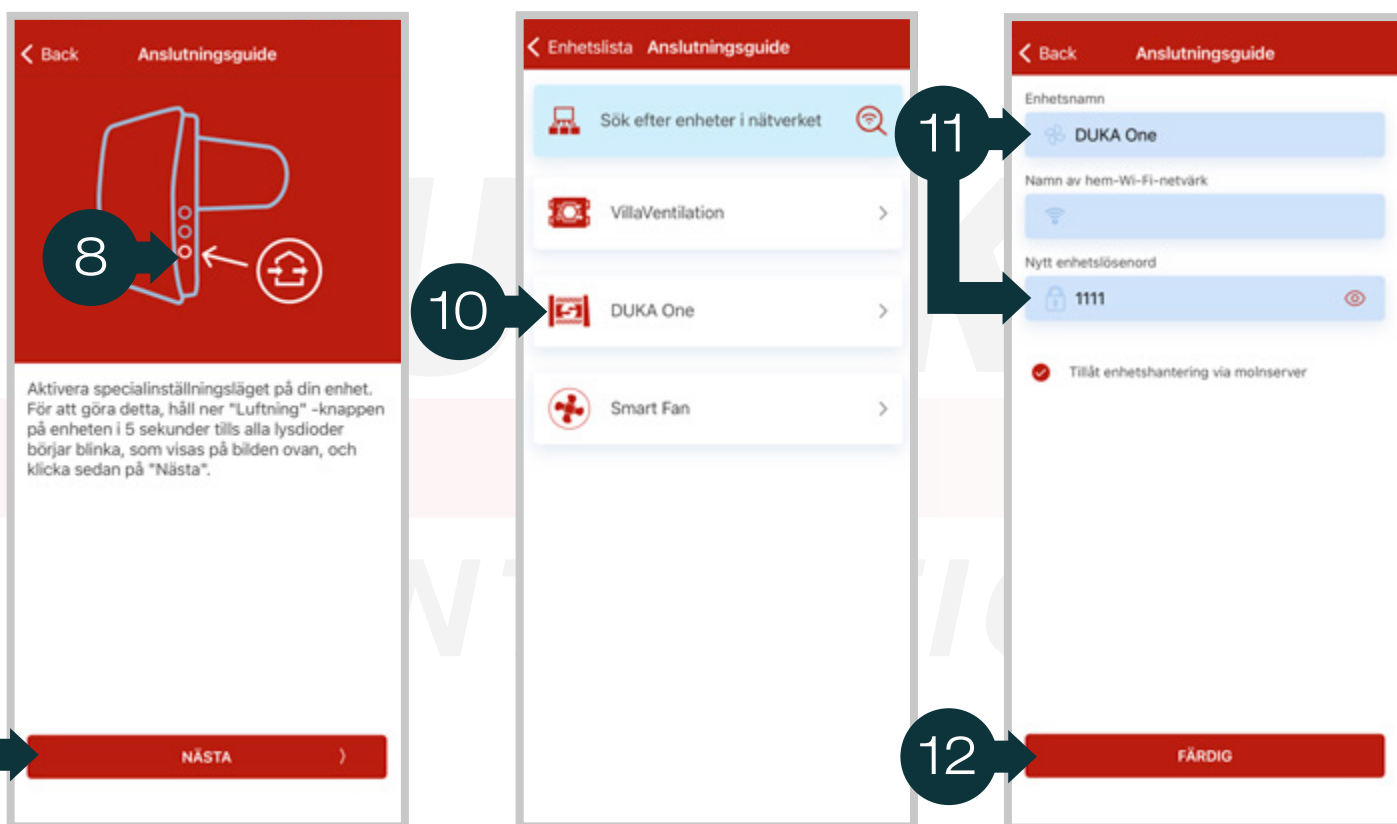 Back Anslutningsguide
8
Aktivera specialinställningsläget på din enhet.
För att göra detta, håll ner "Luftning" -knappen
på enheten i 5 sekunder tills alla lysdioder
börjar blinka, som visas på bilden ovan, och
klicka sedan på "Nästa".
NÄSTA
Enhetslista Anslutningsguide
Sök efter enheter i nätverket
VillaVentilation
10
DUKA One
Smart Fan
Back Anslutningsguide
11
Enhetsnamn
DUKA One
Namn av hem-Wi-Fi-netvärk
Nytt enhetslösenord
1111
Tillåt enhetshantering via molnserver
12
FÄRDIG